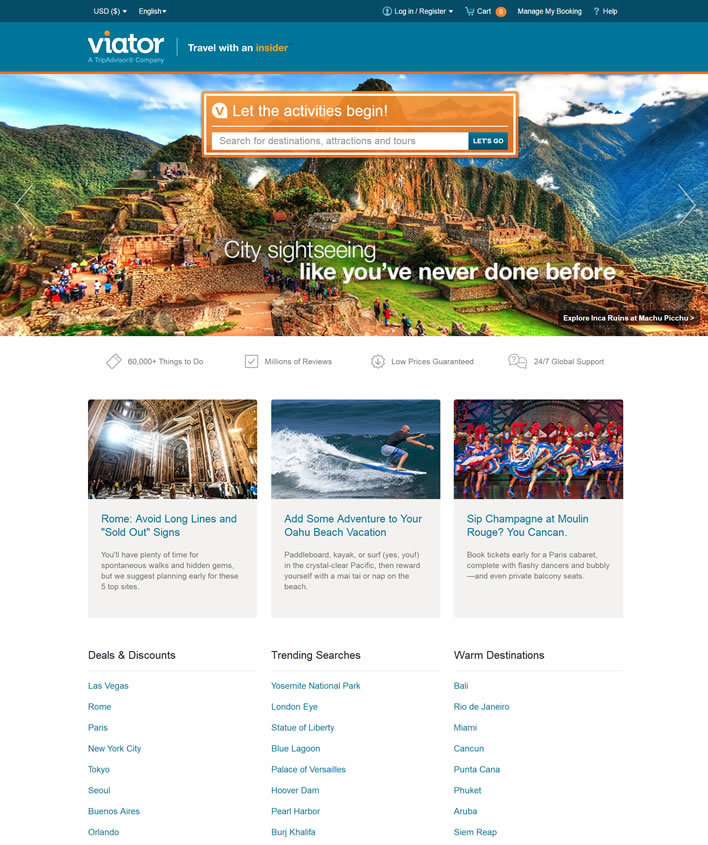 USD ($) English Log in / Register Cart 0 Manage My Booking ? Help
viator
A TripAdvisor® Company
Travel with an insider
V Let the activities begin!
Search for destinations, attractions and tours LET'S GO
City sightseeing
like you've never done before
Explore Inca Ruins at Machu Picchu >
60,000+ Things to Do Millions of Reviews Low Prices Guaranteed 24/7 Global Support
Rome: Avoid Long Lines and
"Sold Out" Signs
You'll have plenty of time for
spontaneous walks and hidden gems,
but we suggest planning early for these
5 top sites.
Add Some Adventure to Your
Oahu Beach Vacation
Paddleboard, kayak, or surf (yes, you!)
in the crystal-clear Pacific, then reward
yourself with a mai tai or nap on the
beach.
Sip Champagne at Moulin
Rouge? You Cancan.
Book tickets early for a Paris cabaret,
complete with flashy dancers and bubbly
—and even private balcony seats.
Deals & Discounts
Las Vegas
Rome
Paris
New York City
Tokyo
Seoul
Buenos Aires
Orlando
Trending Searches
Yosemite National Park
London Eye
Statue of Liberty
Blue Lagoon
Palace of Versailles
Hoover Dam
Pearl Harbor
Burj Khalifa
Warm Destinations
Bali
Rio de Janeiro
Miami
Cancun
Punta Cana
Phuket
Aruba
Siem Reap